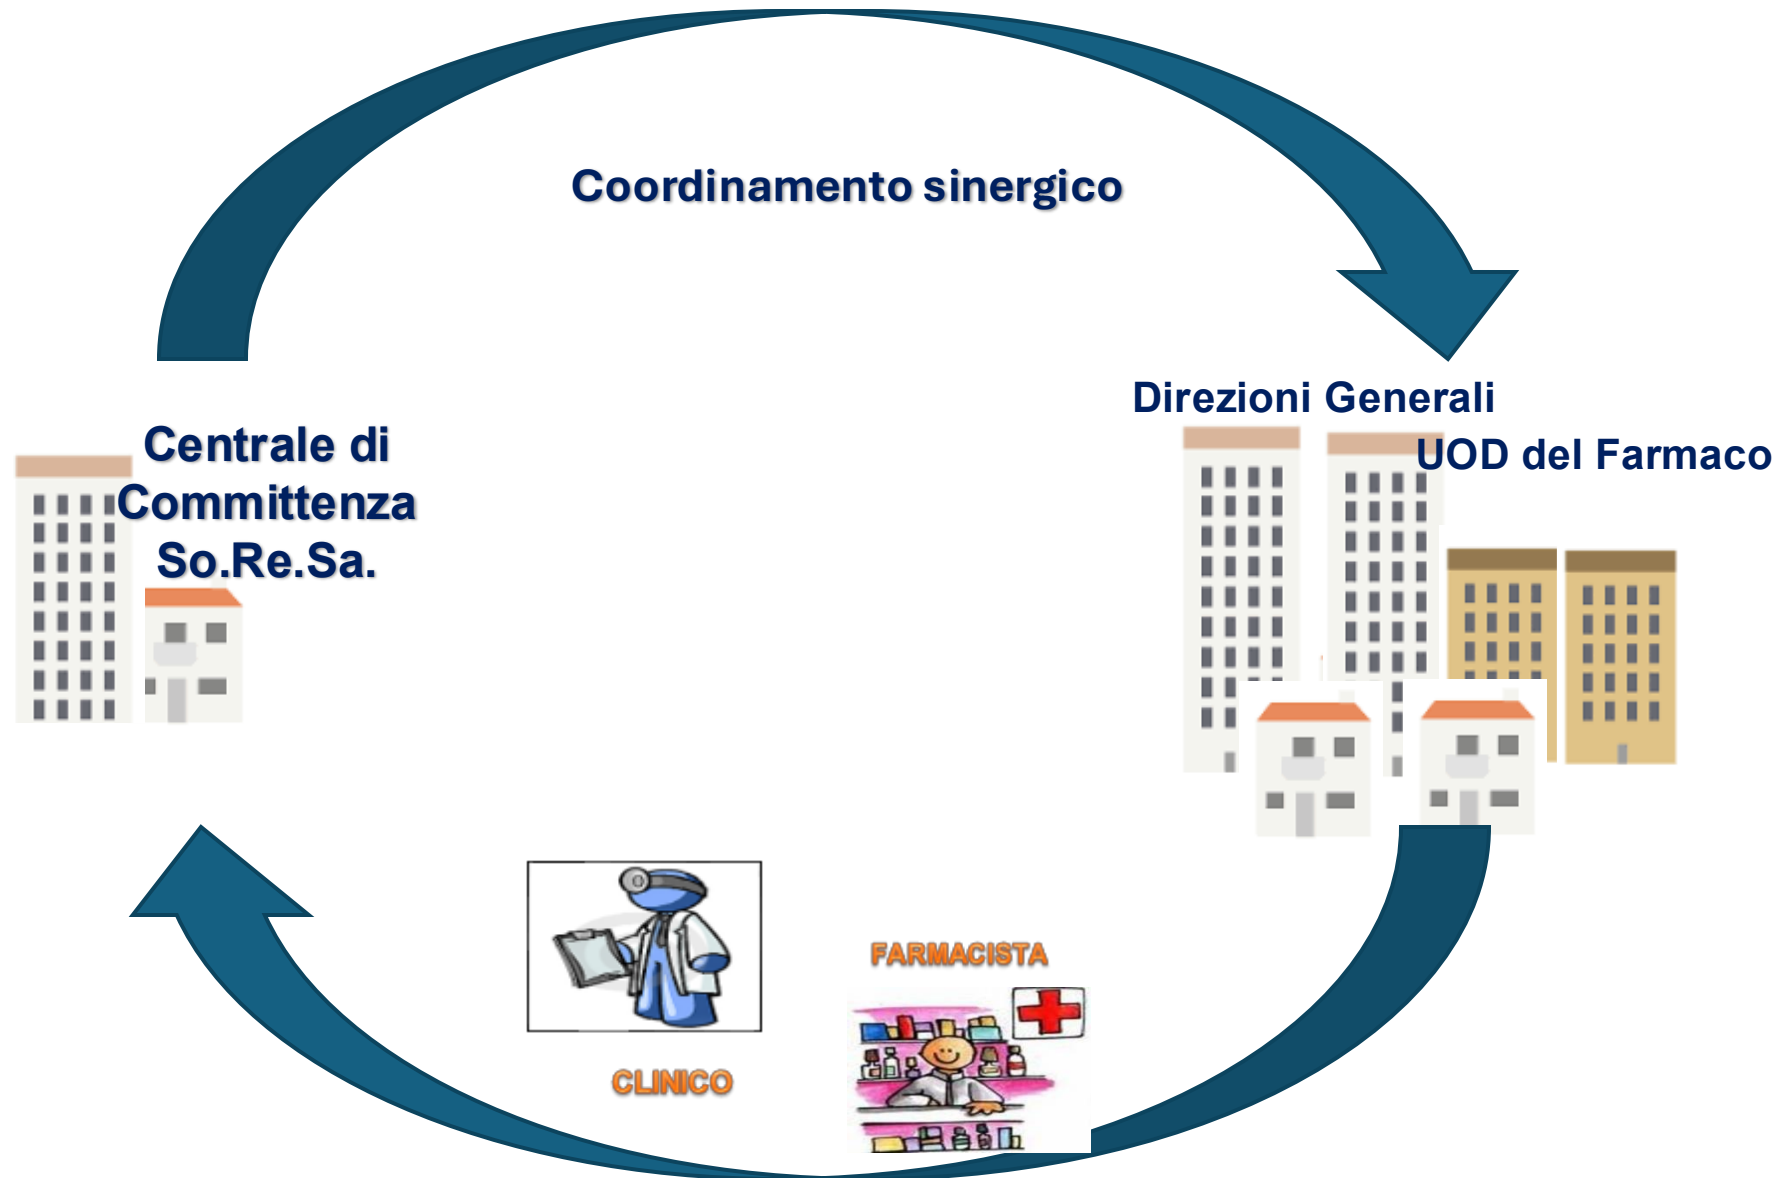 Coordinamento sinergico
Direzioni Generali
UOD del Farmaco
Centrale di
Committenza
So.Re.Sa.
FARMACISTA
CLINICO